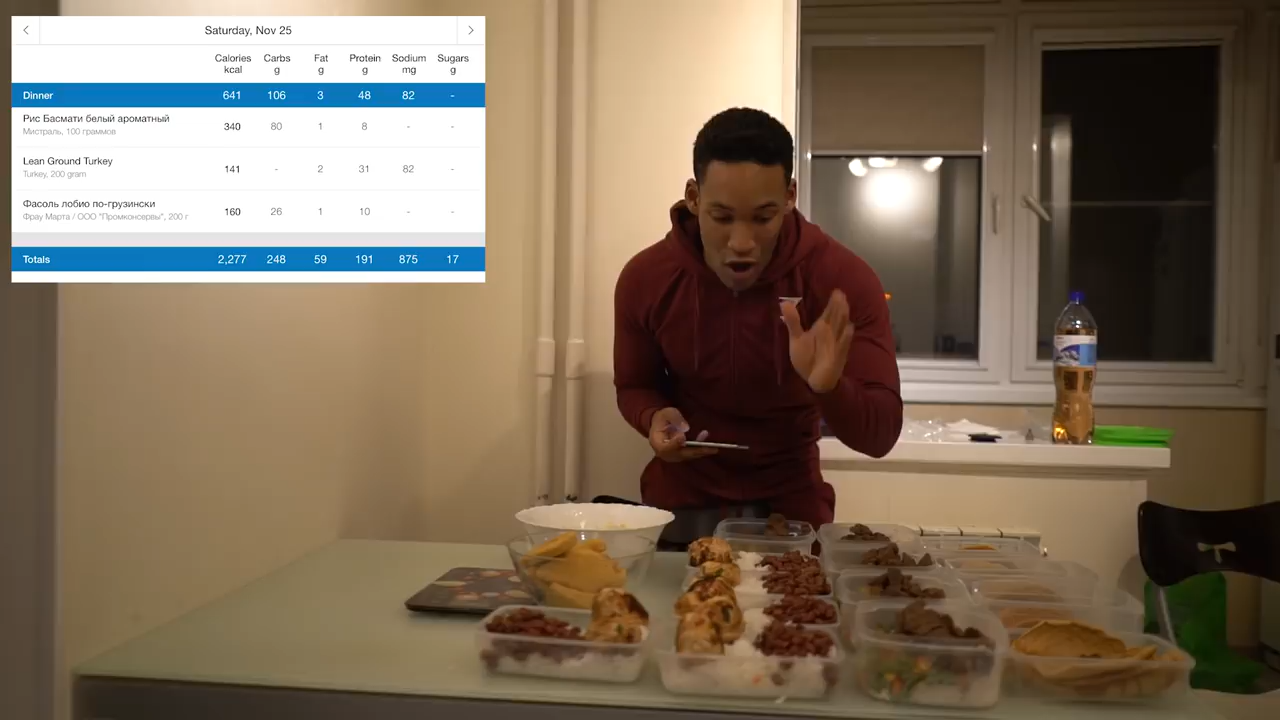 Saturday, Nov 25
Calories Carbs Fat Protein Sodium Sugars
kcal g g g mg g
Dinner 641 106 3 48 82 -
Рис Басмати белый ароматный
Мистраль, 100 граммов
340 80 1 8 - -
Lean Ground Turkey
Turkey, 200 gram
141 - 2 31 82 -
Фасоль лобио по-грузински
Фрау Марта / ООО "Промконсервы", 200 г
160 26 1 10 - -
Totals 2,277 248 59 191 875 17